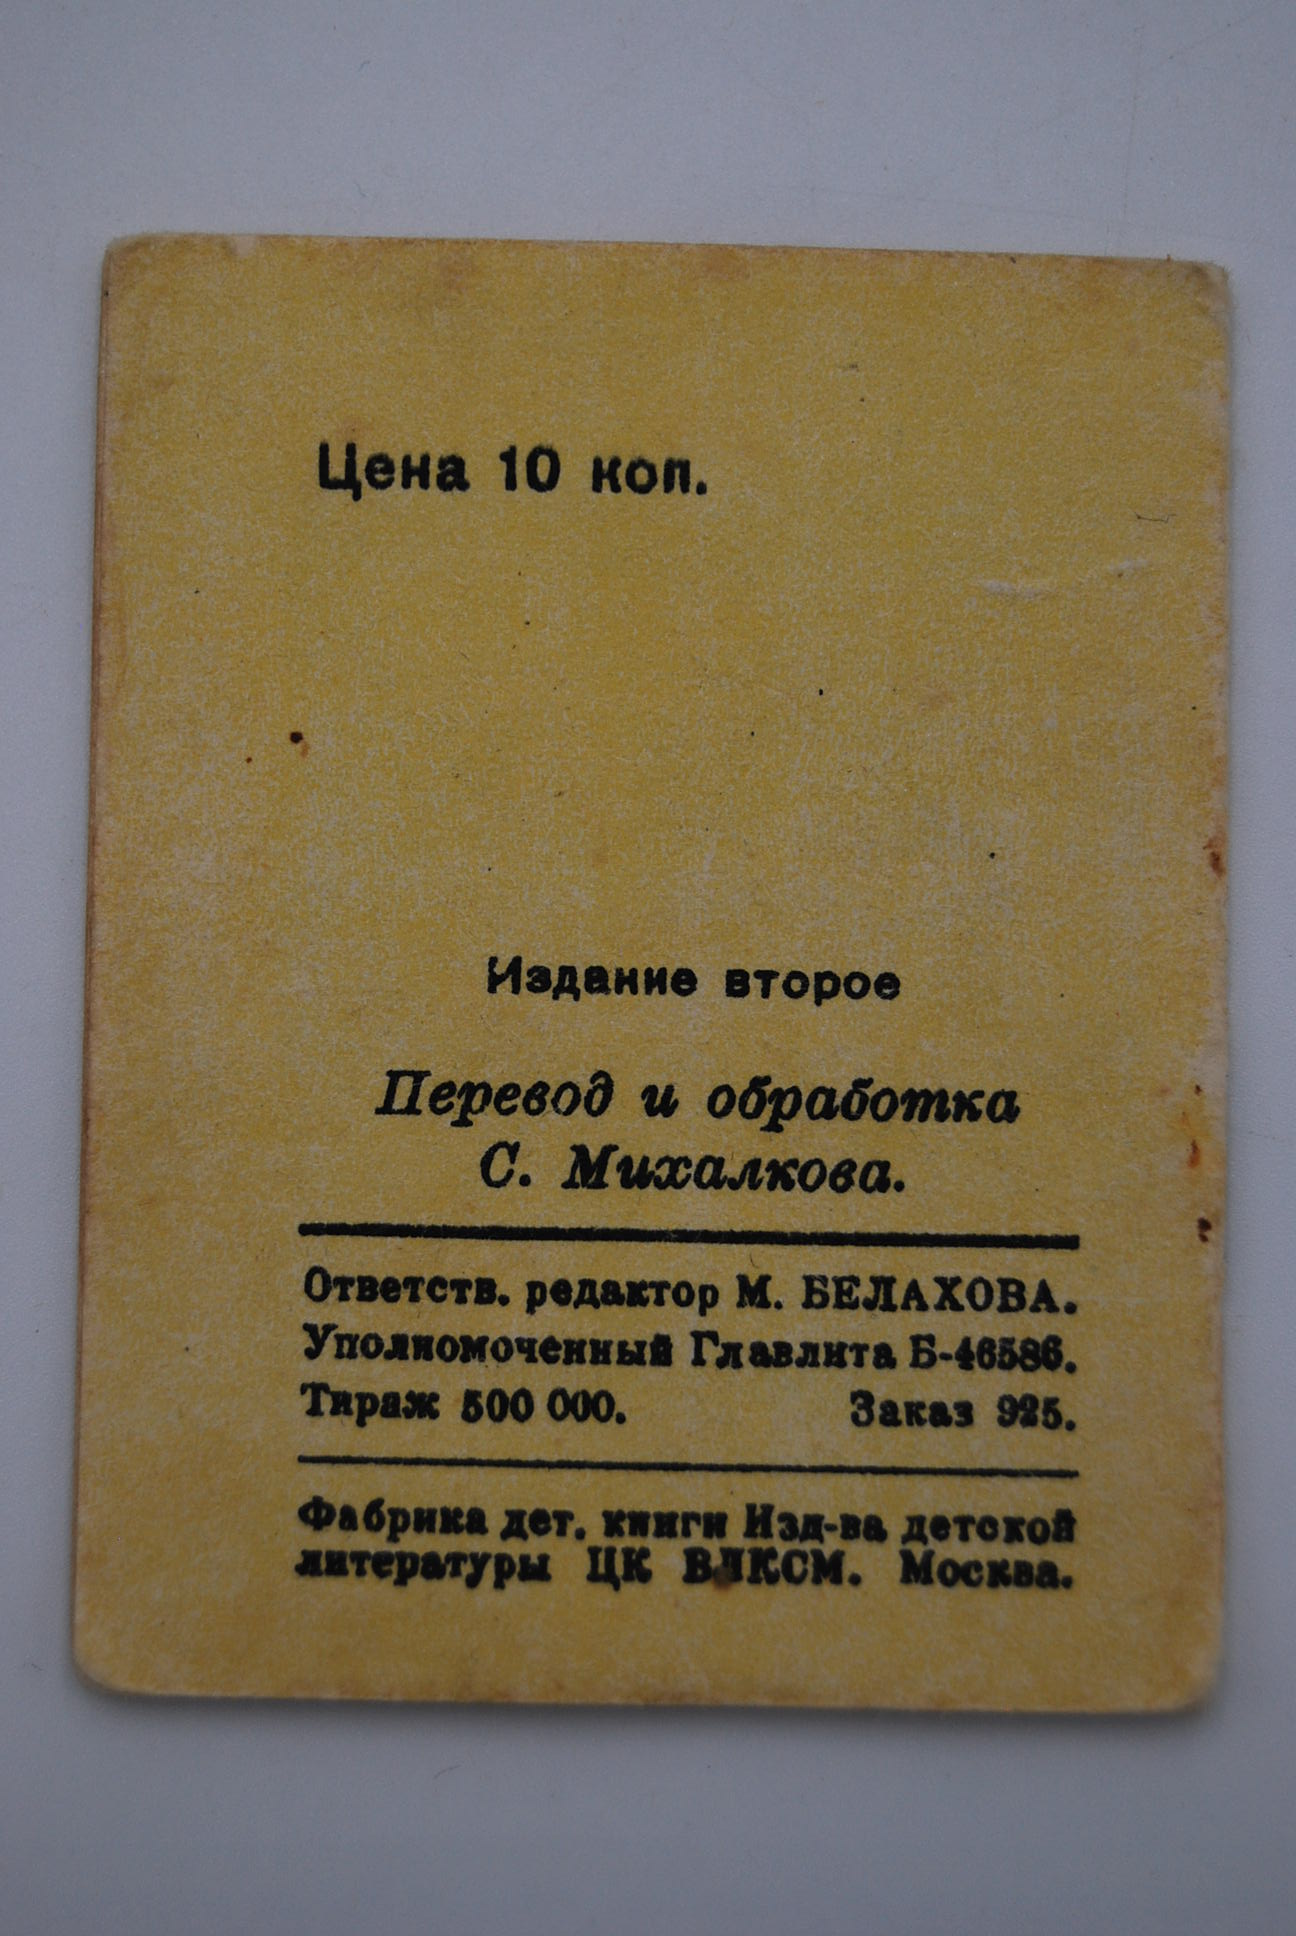 Цена 10 коп.
Издание второе
Перевод и обработка
С. Михалкова.
Ответств. редактор М. БЕЛАХОВА.
Уполномоченный Главлита Б-46586.
Тираж 500 000. Заказ 925.
Фабрика дет. книги Изд-ва детской
литературы ЦК ВЛКСМ. Москва.